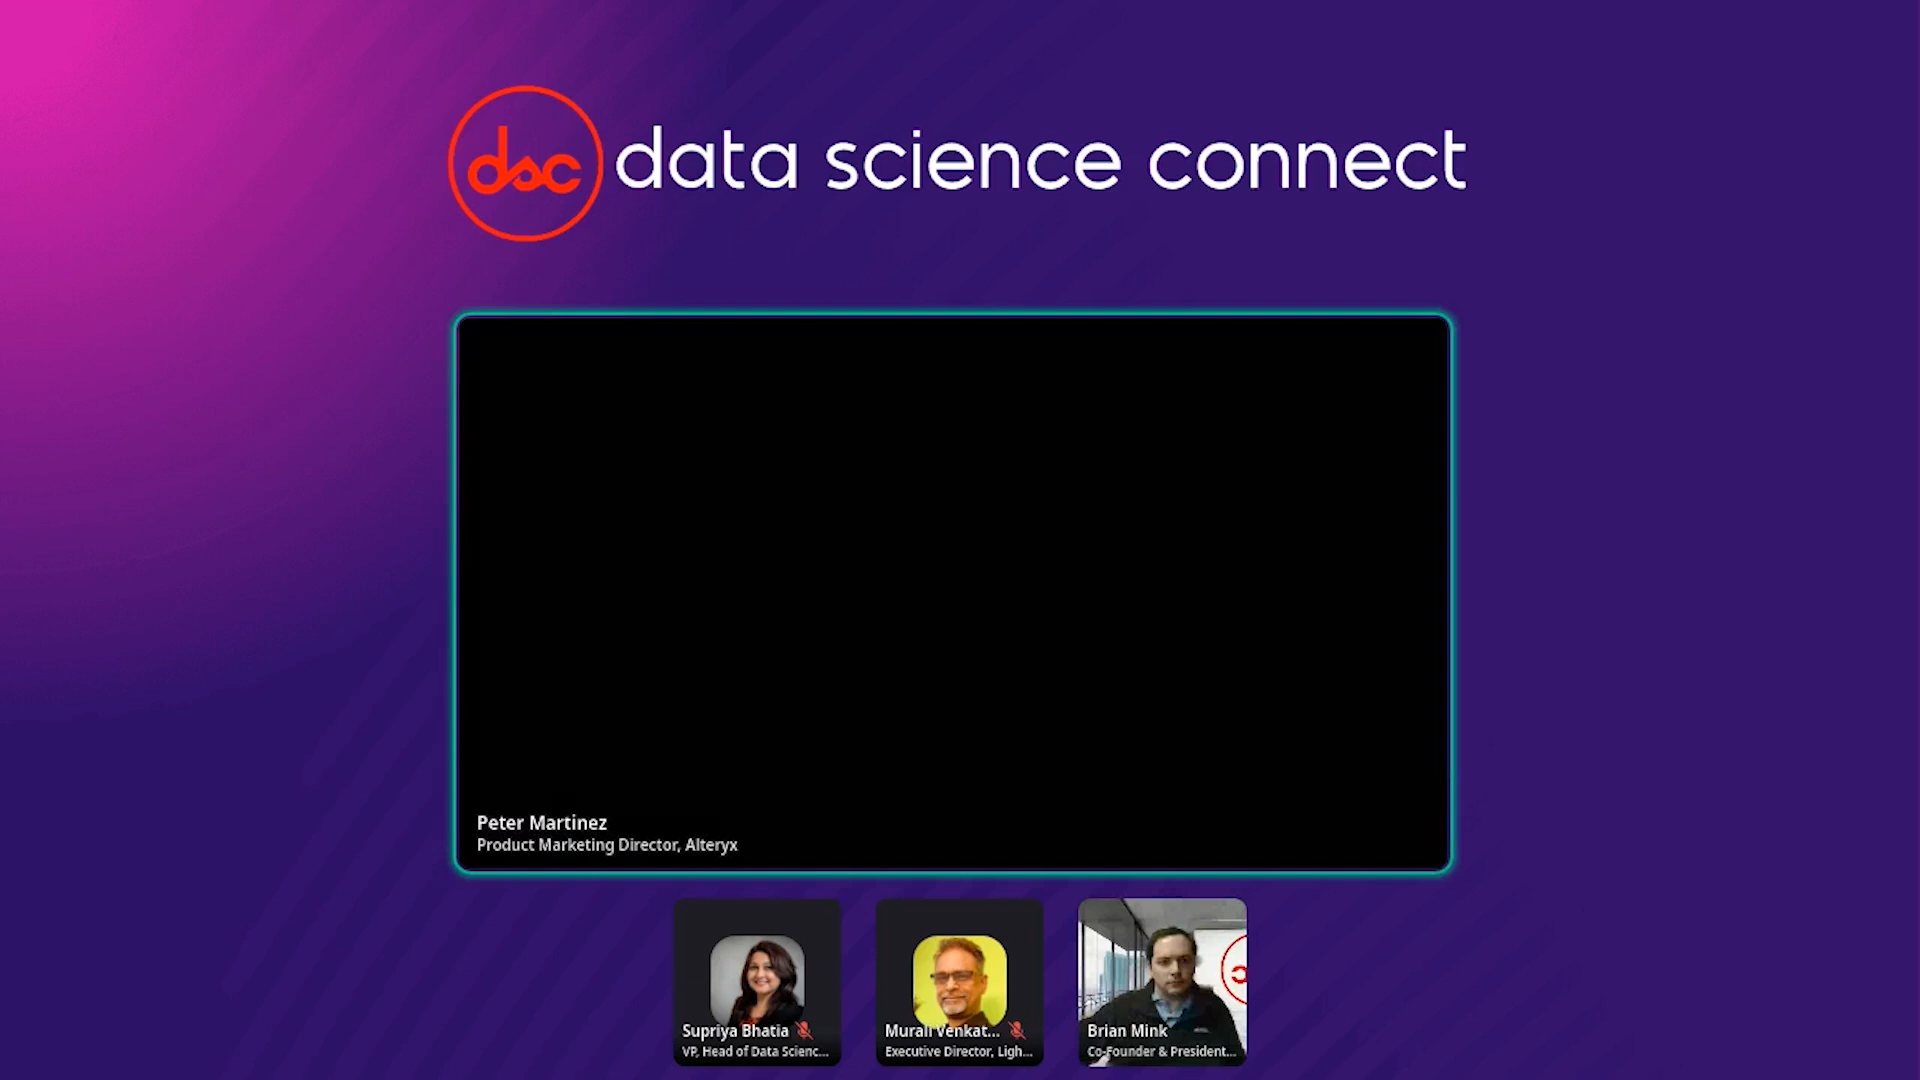 dsc data science connect
Peter Martinez
Product Marketing Director, Alteryx
Supriya Bhatia
VP, Head of Data Scienc...
Murali Venkat...
Executive Director, Ligh...
Brian Mink
Co-Founder & President...